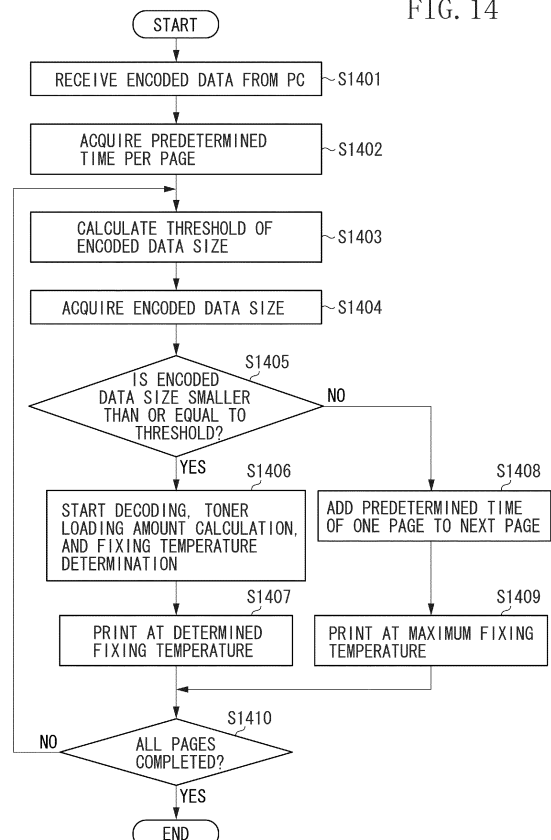 FIG. 14
START
RECEIVE ENCODED DATA FROM PC
S1401
ACQUIRE PREDETERMINED
TIME PER PAGE
S1402
CALCULATE THRESHOLD OF
ENCODED DATA SIZE
S1403
ACQUIRE ENCODED DATA SIZE
S1404
S1405
IS ENCODED
DATA SIZE SMALLER
THAN OR EQUAL TO
THRESHOLD?
NO
YES
S1406
START DECODING, TONER
LOADING AMOUNT CALCULATION,
AND FIXING TEMPERATURE
DETERMINATION
S1408
ADD PREDETERMINED TIME
OF ONE PAGE TO NEXT PAGE
S1407
PRINT AT DETERMINED
FIXING TEMPERATURE
S1409
PRINT AT MAXIMUM FIXING
TEMPERATURE
S1410
ALL PAGES
COMPLETED?
NO
YES
END